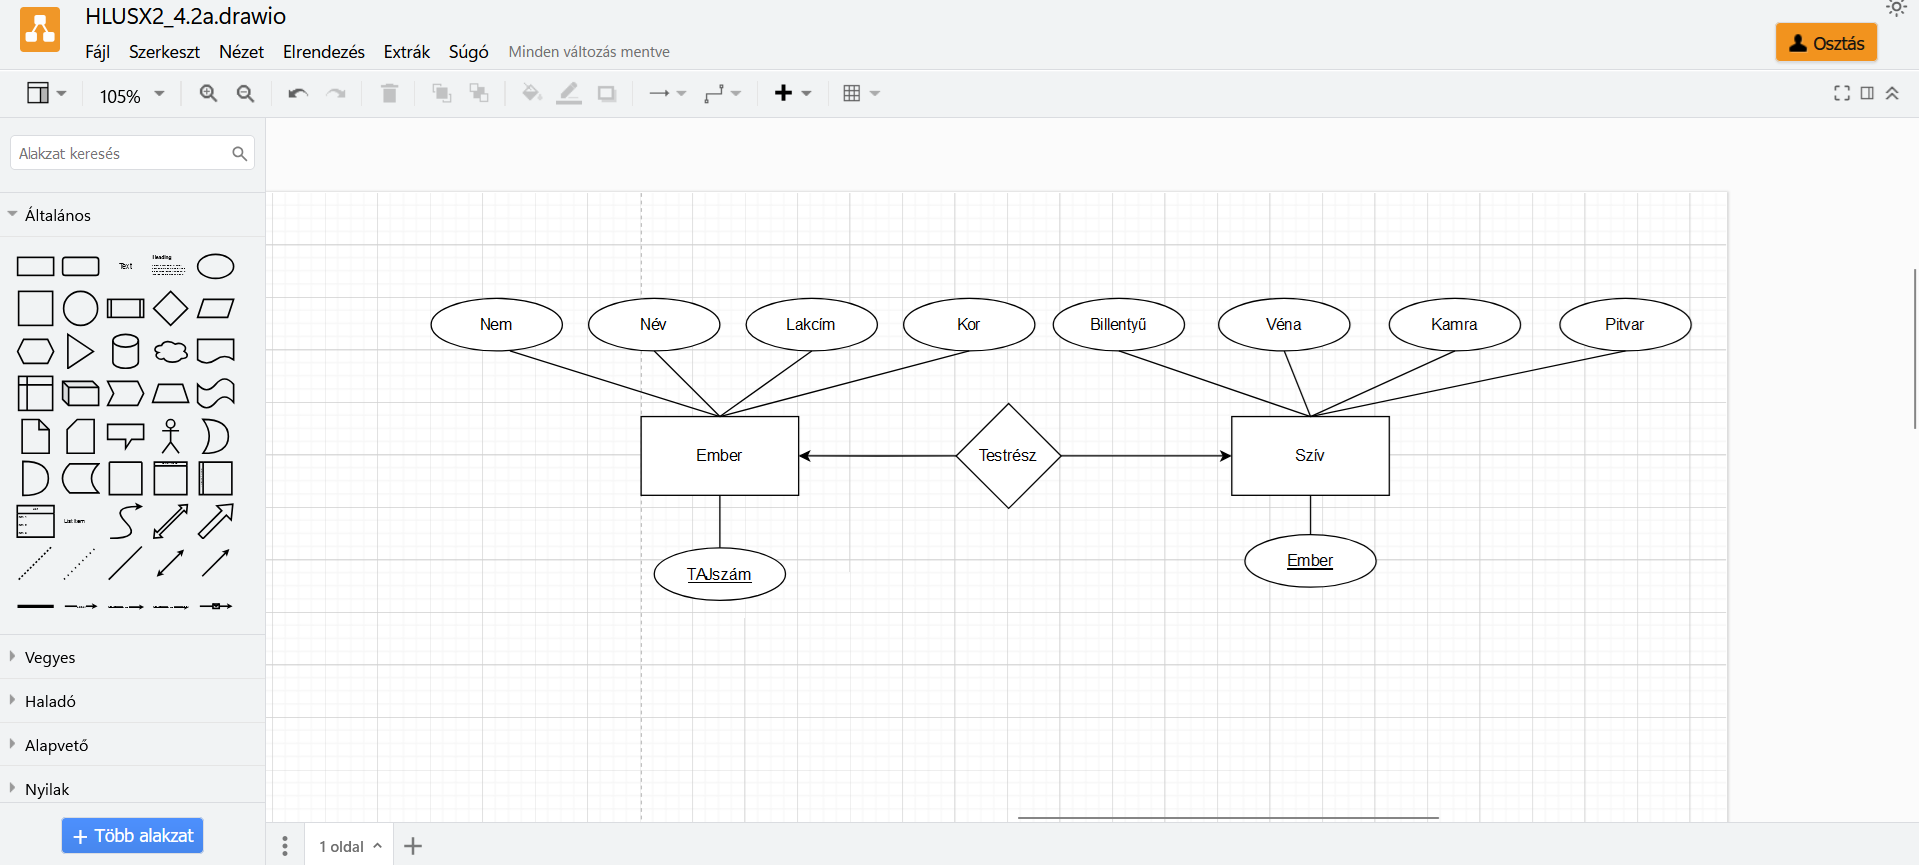 HLUSX2_4.2a.drawio
Fájl Szerkeszt Nézet Elrendezés Extrák Súgó Minden változás mentve
Osztás
105%
Alakzat keresés
Általános
Text
Heading
List Item
Vegyes
Haladó
Alapvető
Nyilak
+ Több alakzat
Nem Név Lakcím Kor Billentyű Véna Kamra Pitvar
Ember Testrész Szív
TAJszám Ember
1 oldal